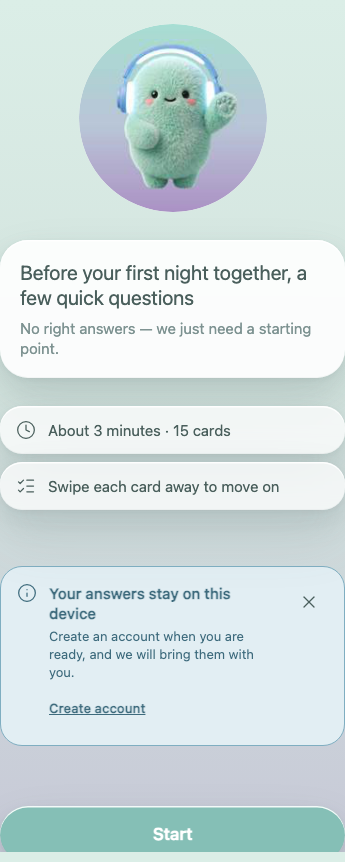 Before your first night together, a
few quick questions
No right answers — we just need a starting
point.
About 3 minutes · 15 cards
Swipe each card away to move on
Your answers stay on this
device
Create an account when you are
ready, and we will bring them with
you.
Create account
Start